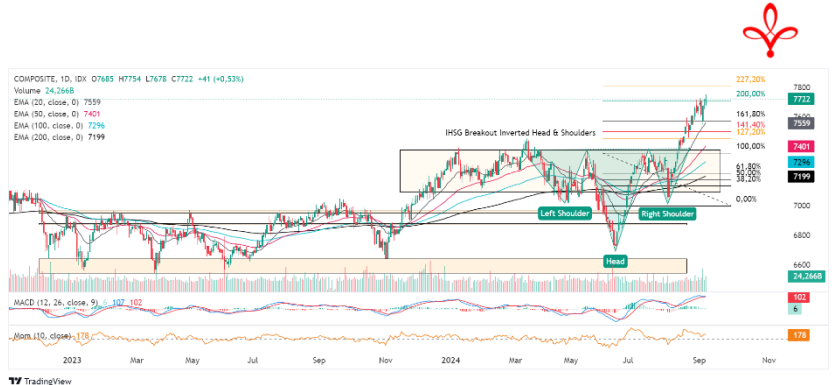 COMPOSITE, 1D, IDX O7685 H7754 L7678 C7722 +41 (+0,53%)
Volume 24,266B
EMA (20, close, 0) 7559
EMA (50, close, 0) 7401
EMA (100, close, 0) 7296
EMA (200, close, 0) 7199
227,20%
200,00%
161,80%
141,40%
127,20%
100,00%
61,80%
50,00%
38,20%
0,00%
IHSG Breakout Inverted Head & Shoulders
Left Shoulder
Right Shoulder
Head
7800
7722
7600
7559
7401
7296
7199
7000
6800
6600
24,266B
MACD (12, 26, close, 9) 6 107 102
102
6
Mom (10, close) 178
178
2023 Mar May Jul Sep Nov 2024 Mar May Jul Sep Nov
TradingView